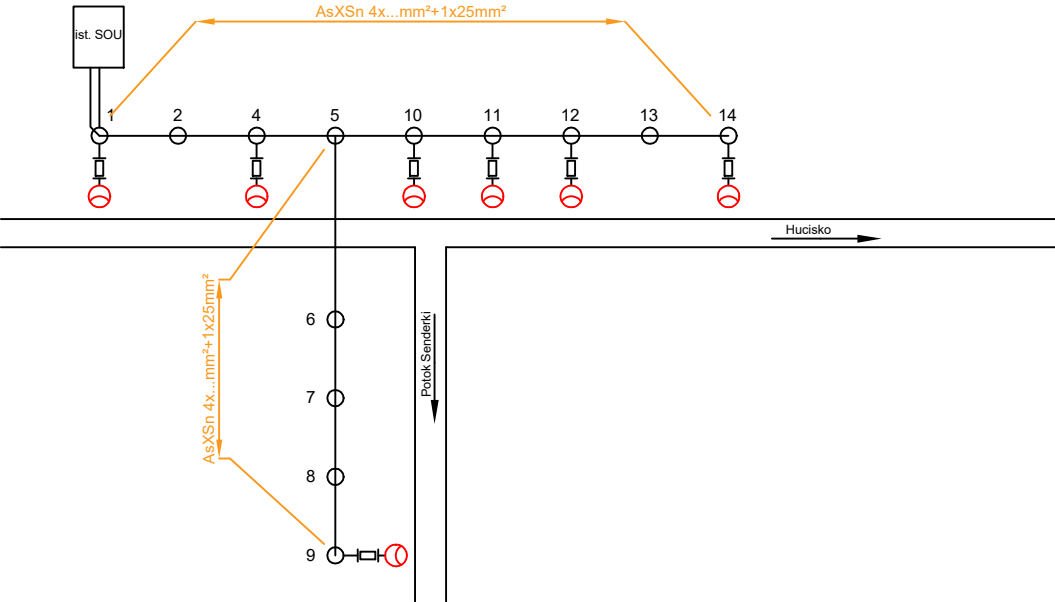 AsXSn 4x...mm²+1x25mm²
ist. SOU
1 2 4 5 10 11 12 13 14
Hucisko
AsXSn 4x...mm²+1x25mm²
Potok Senderki
6
7
8
9